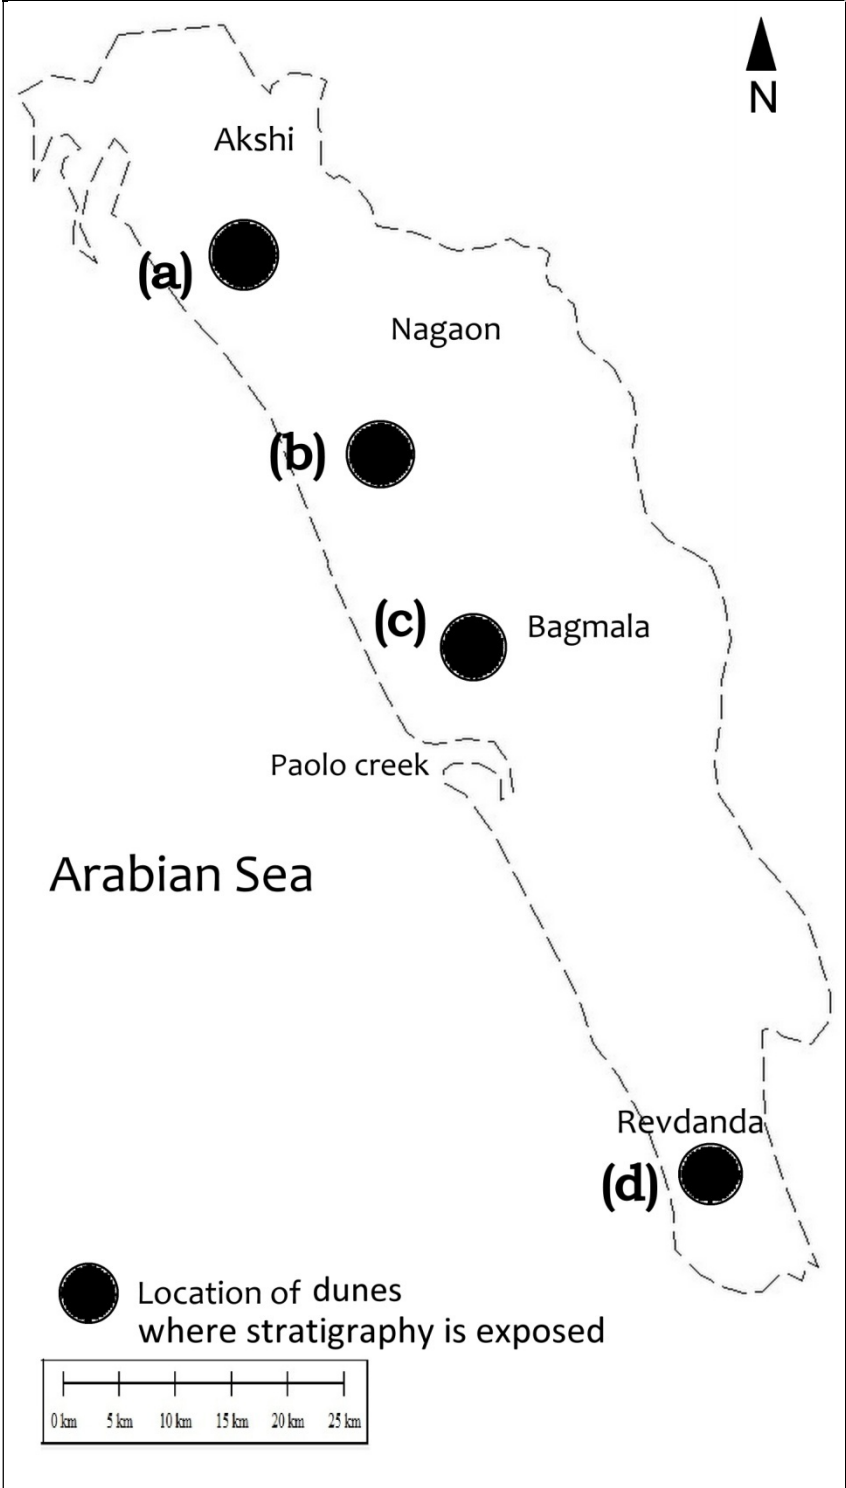 N
Akshi
(a)
Nagaon
(b)
(c)
Bagmala
Paolo creek
Arabian Sea
Revdanda
(d)
Location of dunes
where stratigraphy is exposed
0 km 5 km 10 km 15 km 20 km 25 km